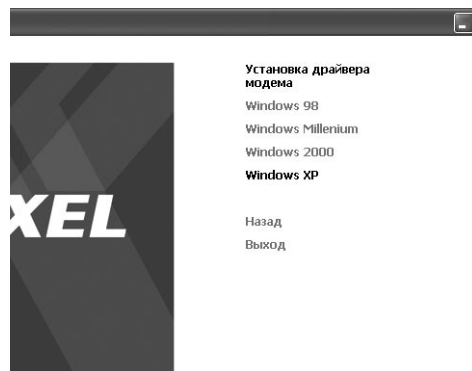 Установка драйвера
модема
Windows 98
Windows Millenium
Windows 2000
Windows XP
Назад
Выход
XEL